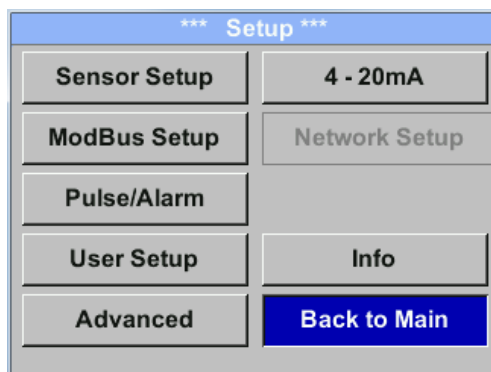 *** Setup ***
Sensor Setup
4 - 20mA
ModBus Setup
Network Setup
Pulse/Alarm
User Setup
Info
Advanced
Back to Main